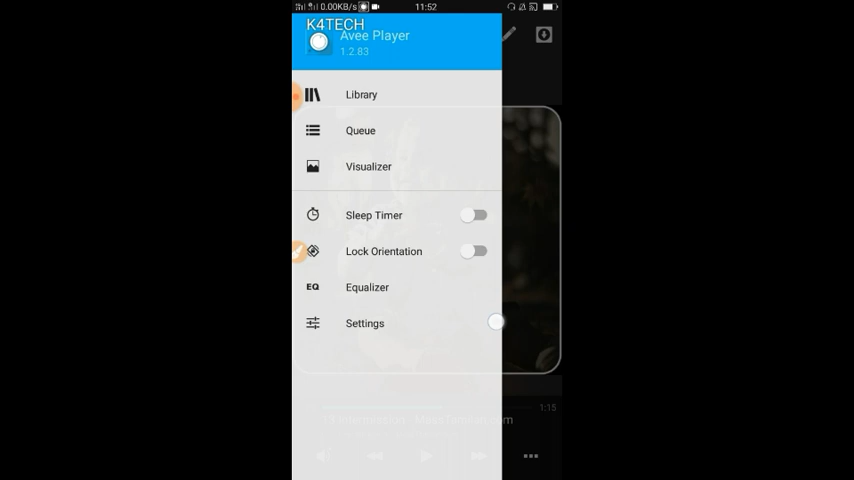 0.00KB/s 11:52
K4TECH
Avee Player
1.2.83
Library
Queue
Visualizer
Sleep Timer
Lock Orientation
EQ Equalizer
Settings
1:15